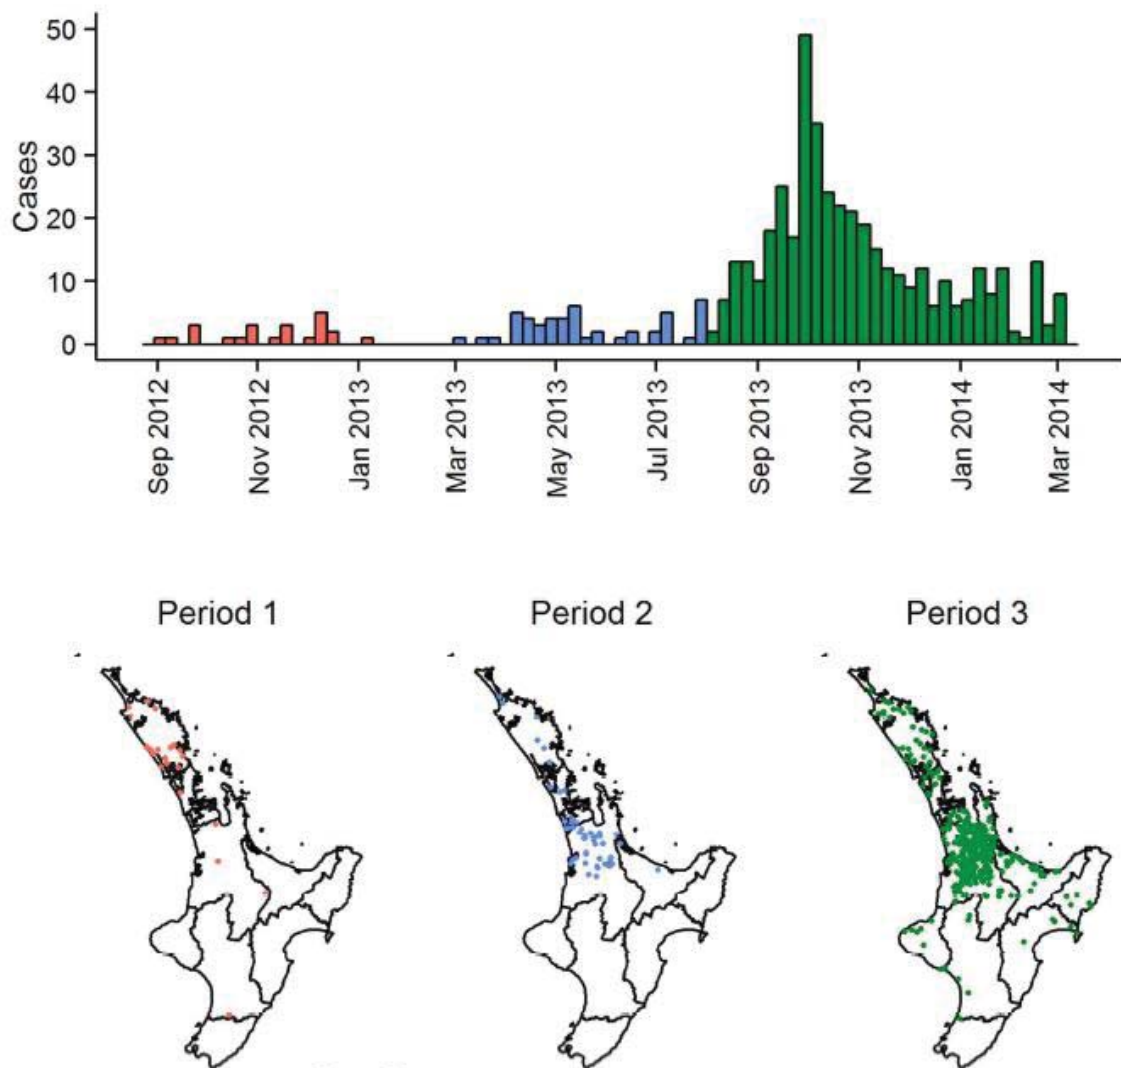 Cases
50
40
30
20
10
0
Sep 2012
Nov 2012
Jan 2013
Mar 2013
May 2013
Jul 2013
Sep 2013
Nov 2013
Jan 2014
Mar 2014
Period 1
Period 2
Period 3